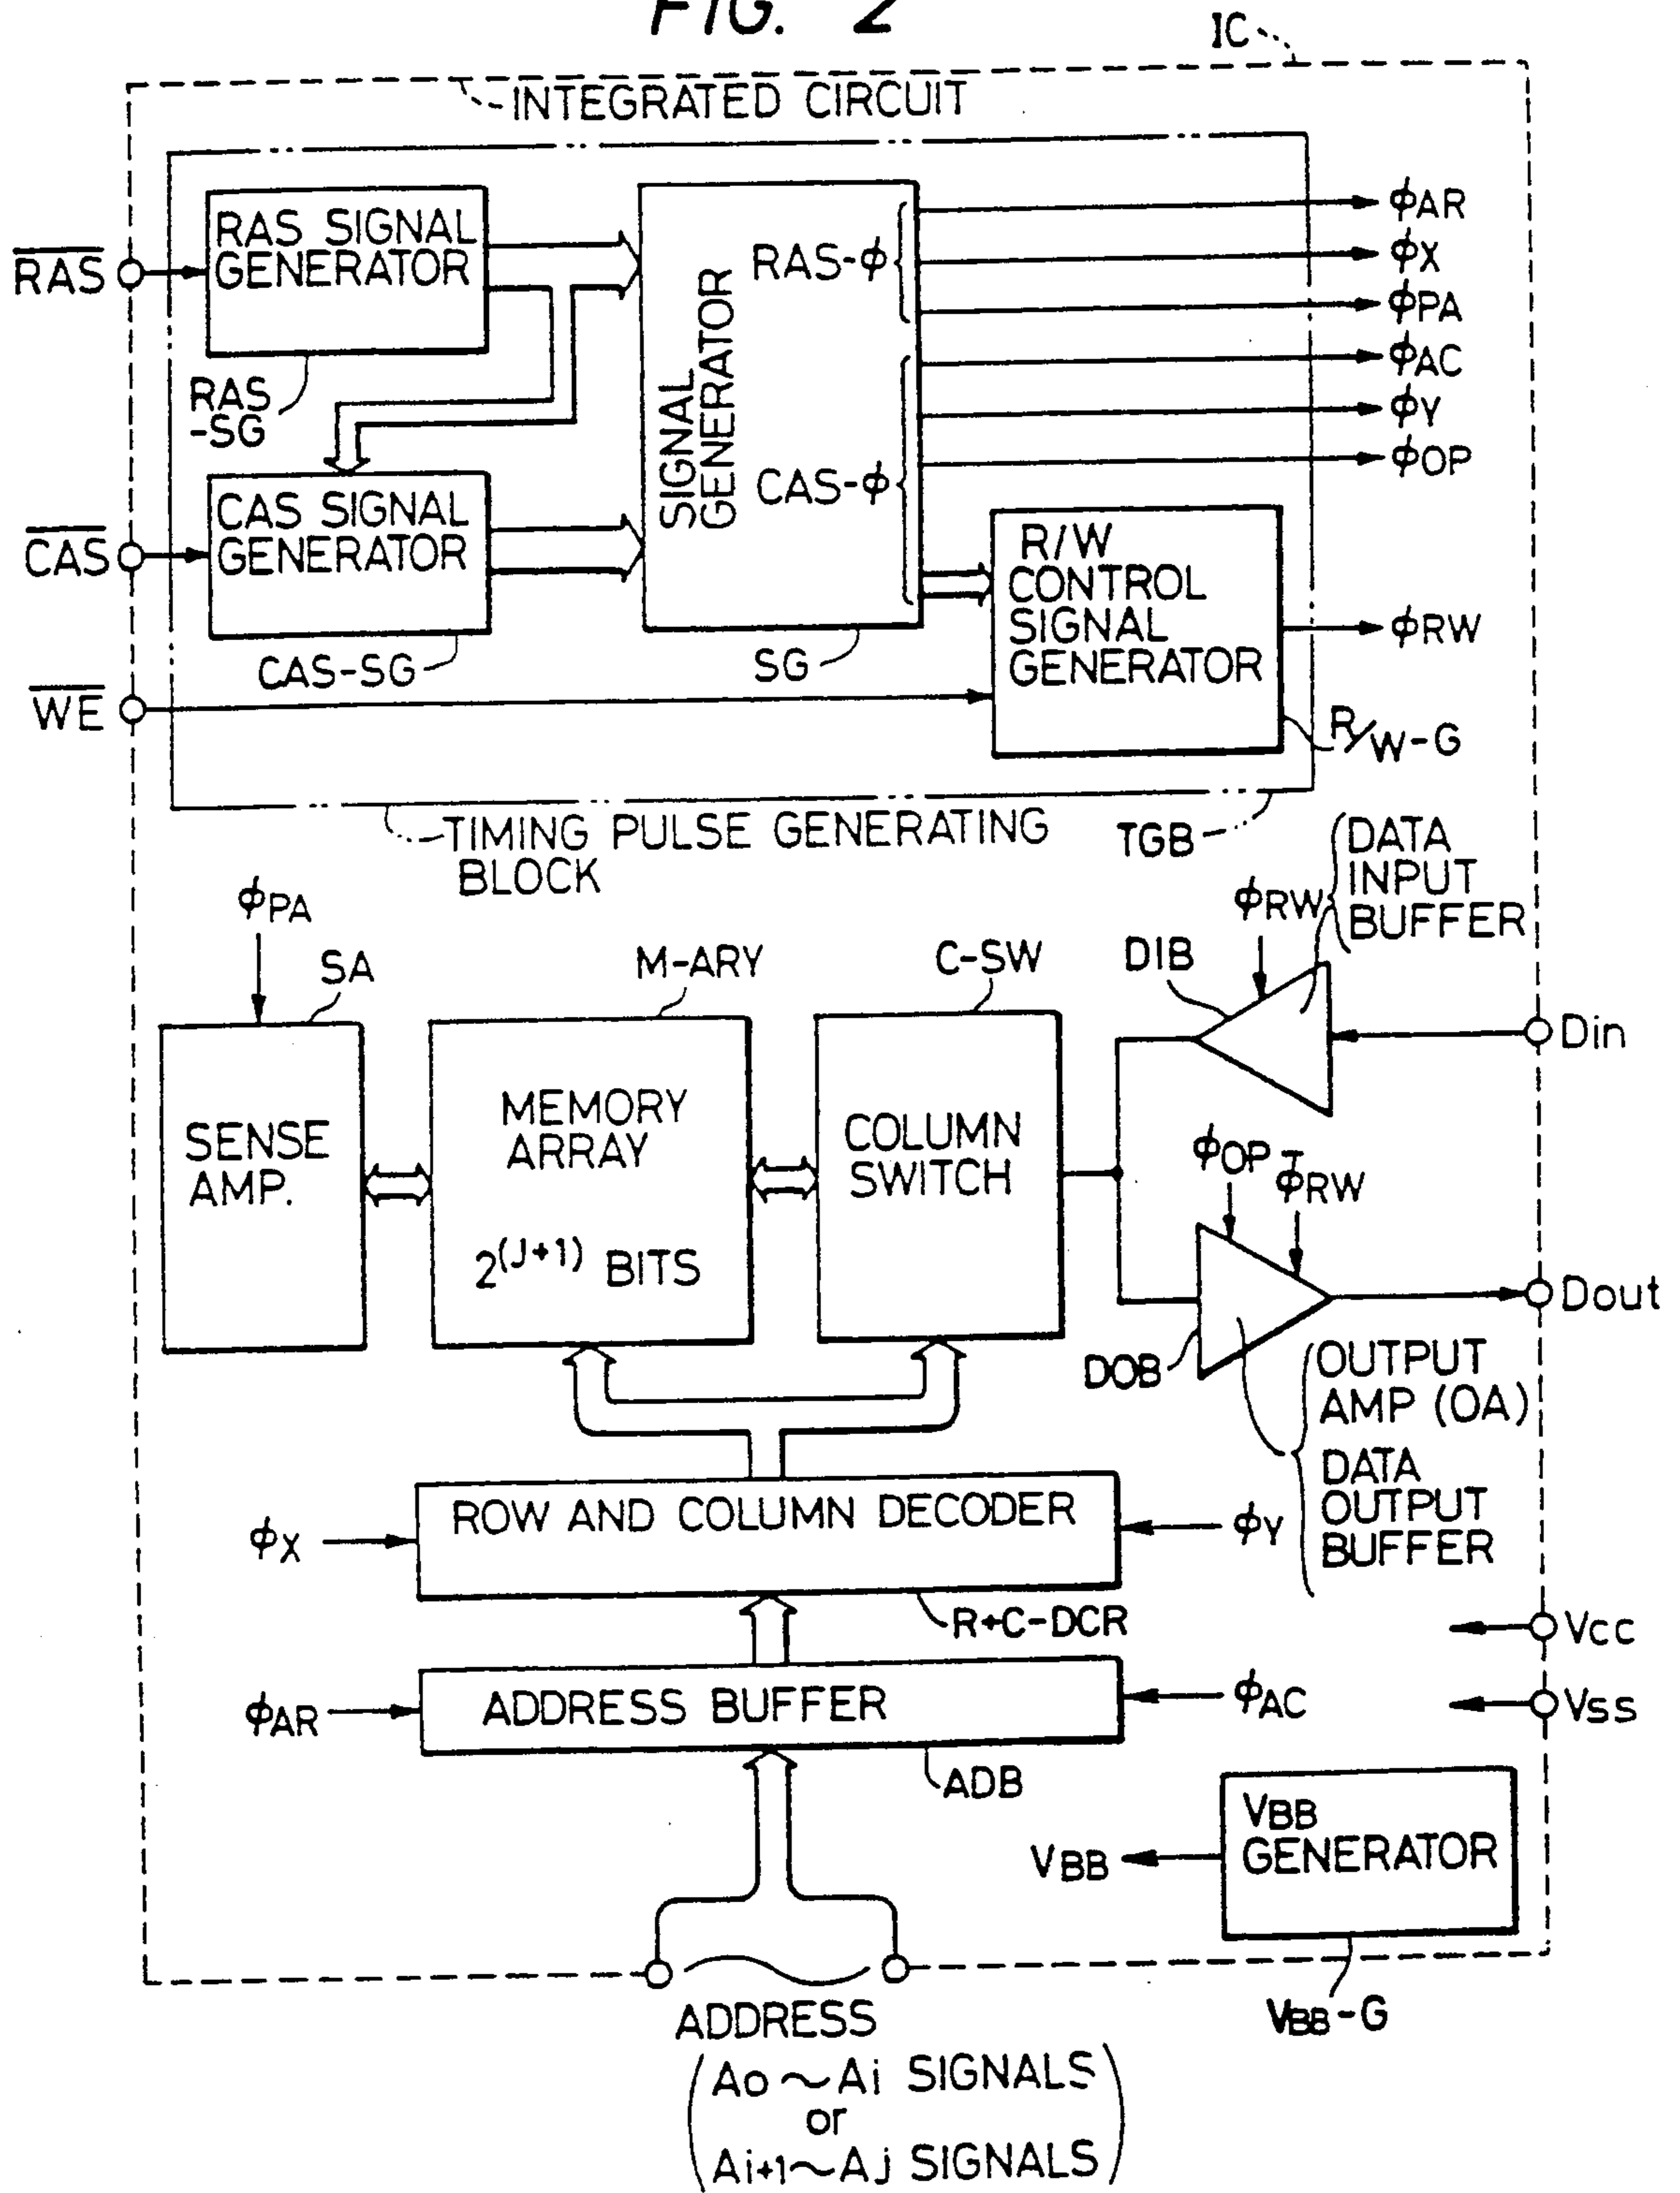 FIG. 2
IC
INTEGRATED CIRCUIT
RAS SIGNAL
GENERATOR
R̅A̅S̅
RAS
-SG
SIGNAL
GENERATOR
RAS-ϕ
CAS-ϕ
ϕAR
ϕX
ϕPA
ϕAC
ϕY
ϕOP
CAS SIGNAL
GENERATOR
C̅A̅S̅
CAS-SG
SG
R/W
CONTROL
SIGNAL
GENERATOR
ϕRW
W̅E̅
R/W-G
TIMING PULSE GENERATING
BLOCK
TGB
ϕPA
SA
M-ARY
C-SW
DIB
ϕRW
DATA
INPUT
BUFFER
Din
SENSE
AMP.
MEMORY
ARRAY
2(J+1) BITS
COLUMN
SWITCH
ϕOP
ϕ̅RW
Dout
DOB
OUTPUT
AMP (OA)
DATA
OUTPUT
BUFFER
ROW AND COLUMN DECODER
ϕX
ϕY
R+C-DCR
Vcc
ADDRESS BUFFER
ϕAR
ϕAC
Vss
ADB
VBB
GENERATOR
VBB
VBB-G
ADDRESS
(Ao~Ai SIGNALS
or
Ai+1~Aj SIGNALS)